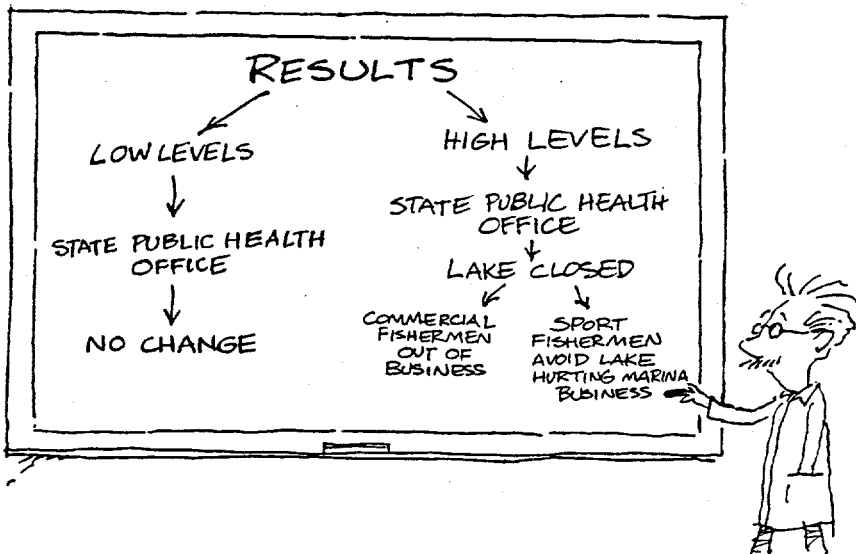 RESULTS
LOW LEVELS
STATE PUBLIC HEALTH
OFFICE
NO CHANGE
HIGH LEVELS
STATE PUBLIC HEALTH
OFFICE
LAKE CLOSED
COMMERCIAL
FISHERMEN
OUT OF
BUSINESS
SPORT
FISHERMEN
AVOID LAKE
HURTING MARINA
BUSINESS